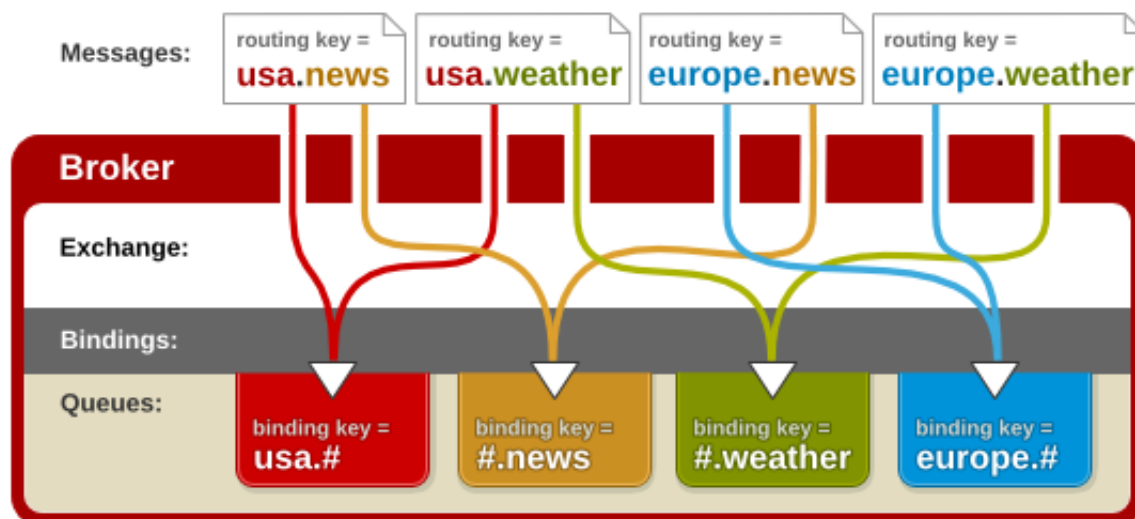 Messages:
routing key =
usa.news
routing key =
usa.weather
routing key =
europe.news
routing key =
europe.weather
Broker
Exchange:
Bindings:
Queues:
binding key =
usa.#
binding key =
#.news
binding key =
#.weather
binding key =
europe.#